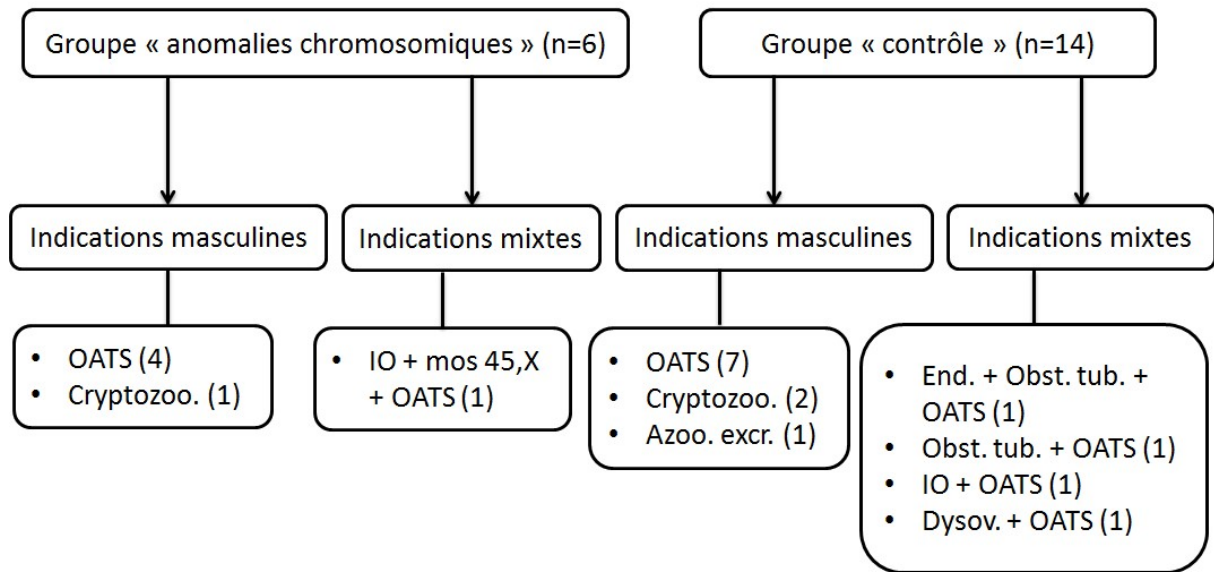 Groupe « anomalies chromosomiques » (n=6)
Groupe « contrôle » (n=14)
Indications masculines
Indications mixtes
Indications masculines
Indications mixtes
• OATS (4)
• Cryptozoo. (1)
• IO + mos 45,X
+ OATS (1)
• OATS (7)
• Cryptozoo. (2)
• Azoo. excr. (1)
• End. + Obst. tub. +
OATS (1)
• Obst. tub. + OATS (1)
• IO + OATS (1)
• Dysov. + OATS (1)